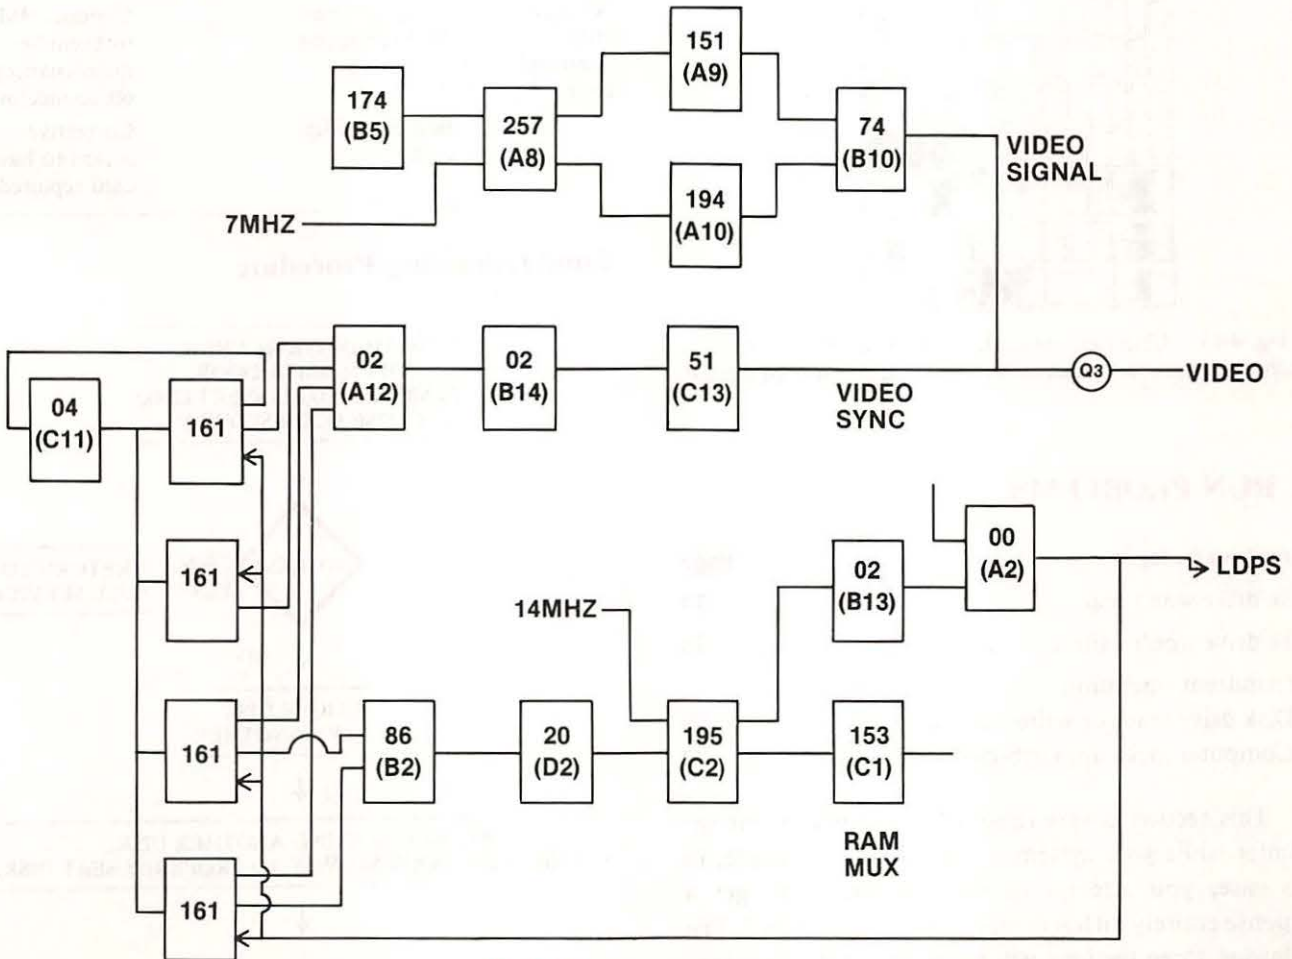 151
(A9)
174
(B5)
257
(A8)
74
(B10)
VIDEO
SIGNAL
194
(A10)
7MHZ
02
(A12)
02
(B14)
51
(C13)
Q3
VIDEO
VIDEO
SYNC
04
(C11)
161
00
(A2)
161
02
(B13)
LDPS
14MHZ
161
86
(B2)
20
(D2)
195
(C2)
153
(C1)
RAM
MUX
161